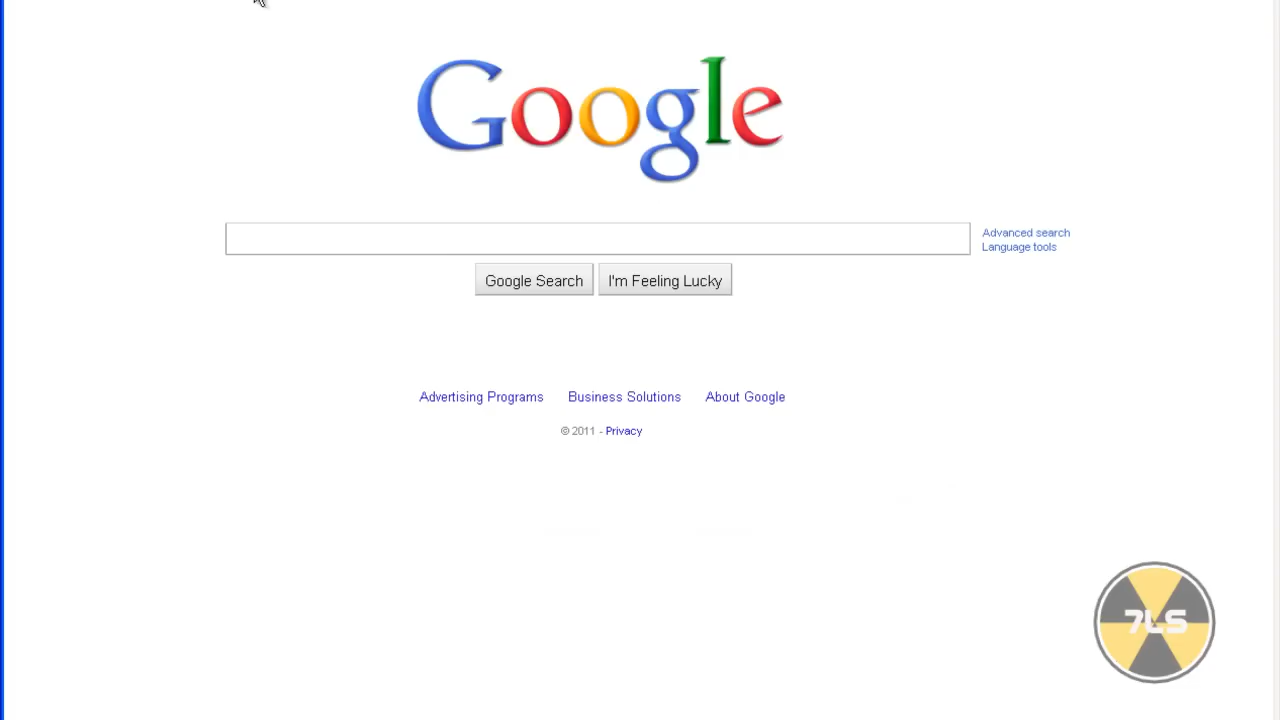 Google
Advanced search
Language tools
Google Search I'm Feeling Lucky
Advertising Programs Business Solutions About Google
© 2011 - Privacy
7LS